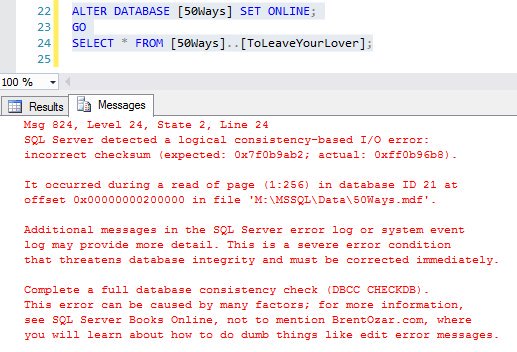 22 ALTER DATABASE [50Ways] SET ONLINE;
23 GO
24 SELECT * FROM [50Ways]..[ToLeaveYourLover];
25
100 %
Results Messages
Msg 824, Level 24, State 2, Line 24
SQL Server detected a logical consistency-based I/O error:
incorrect checksum (expected: 0x7f0b9ab2; actual: 0xff0b96b8).
It occurred during a read of page (1:256) in database ID 21 at
offset 0x00000000200000 in file 'M:\MSSQL\Data\50Ways.mdf'.
Additional messages in the SQL Server error log or system event
log may provide more detail. This is a severe error condition
that threatens database integrity and must be corrected immediately.
Complete a full database consistency check (DBCC CHECKDB).
This error can be caused by many factors; for more information,
see SQL Server Books Online, not to mention BrentOzar.com, where
you will learn about how to do dumb things like edit error messages.